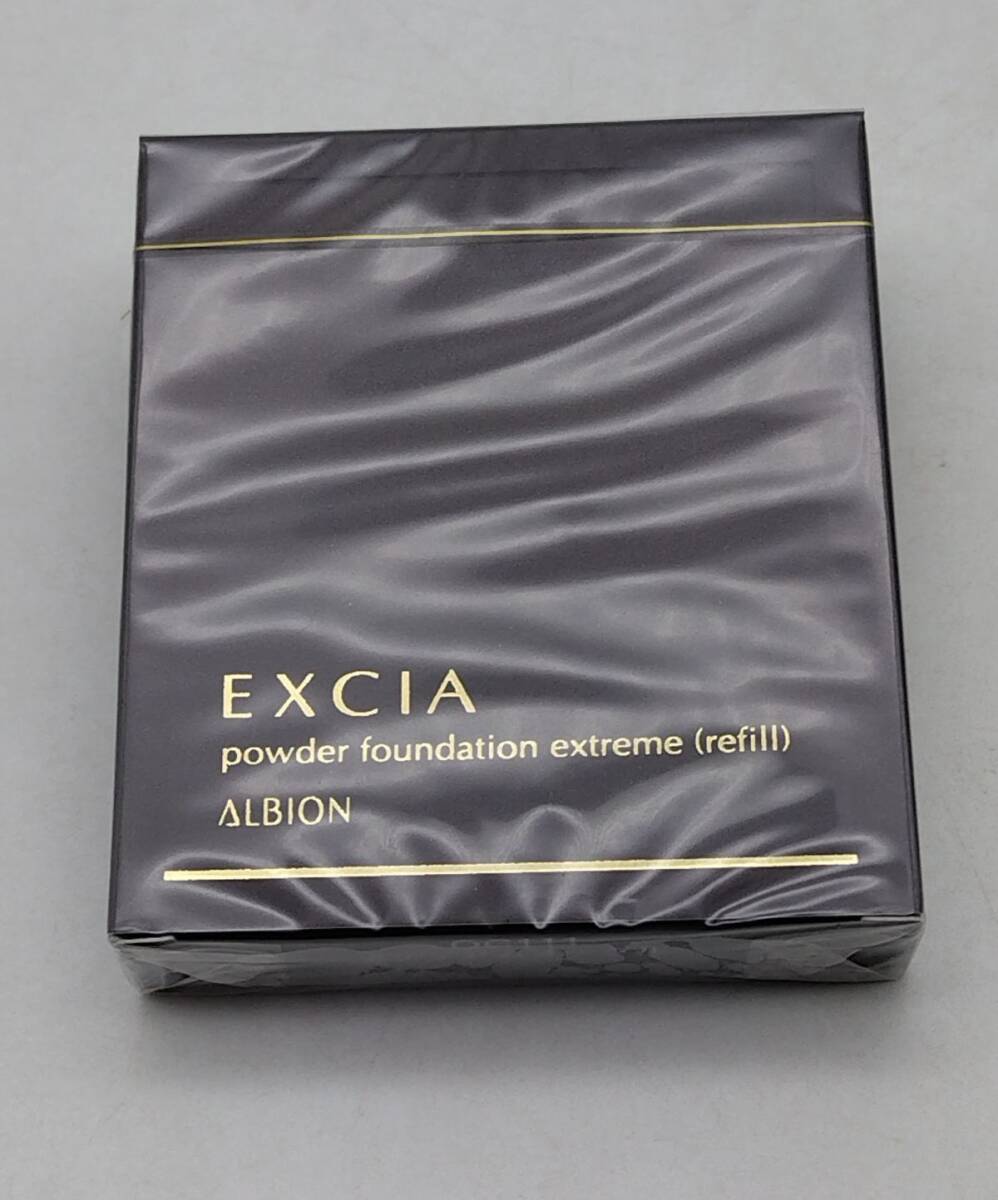 EXCIA
powder foundation extreme (refill)
ALBION